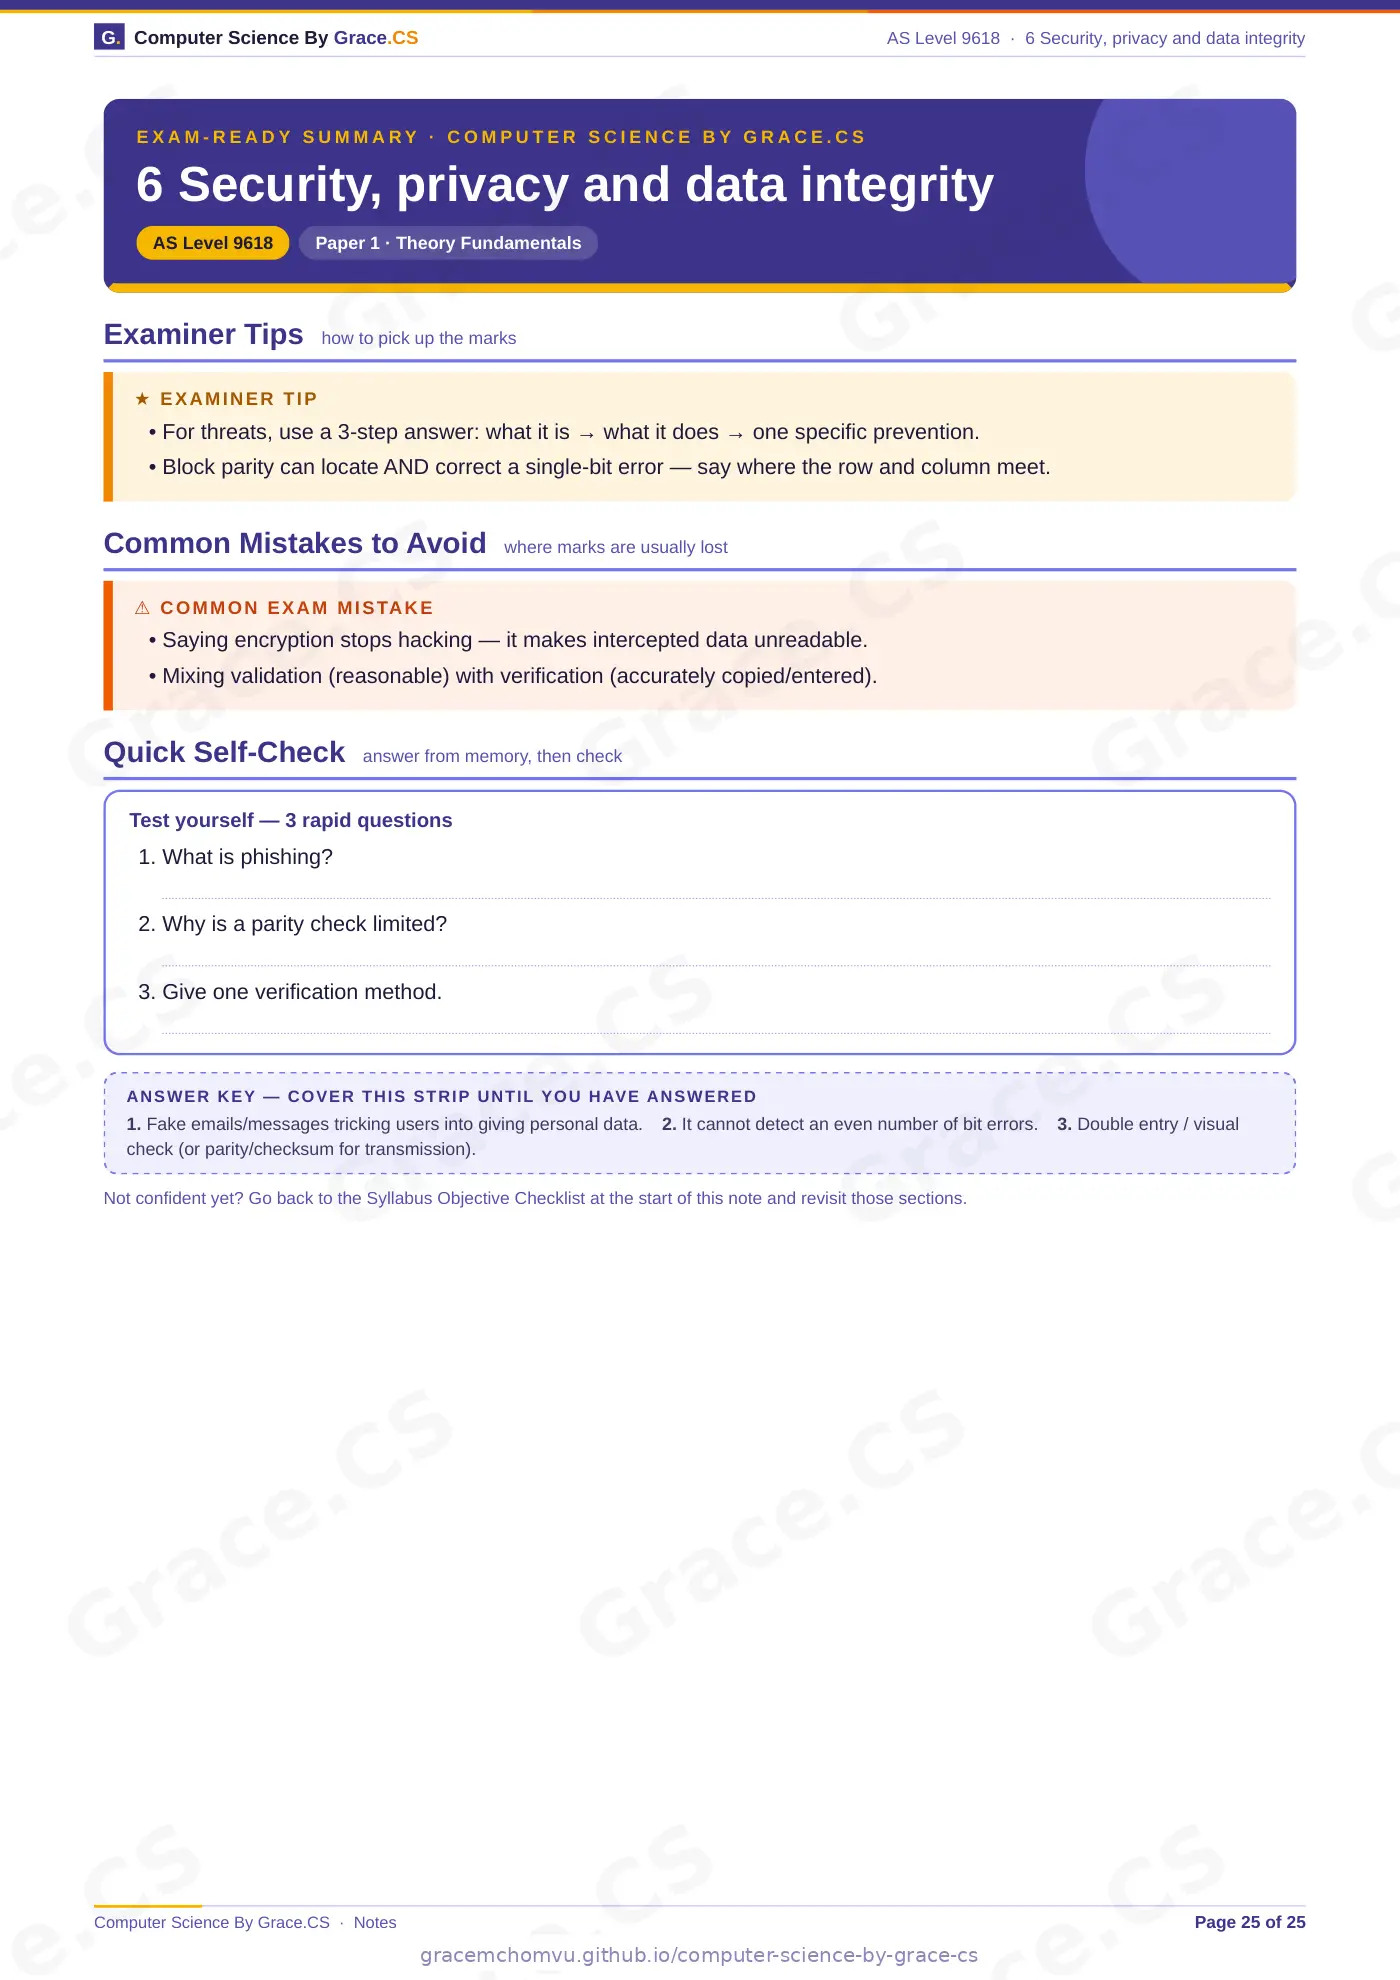 G. Computer Science By Grace.CS
AS Level 9618 · 6 Security, privacy and data integrity
EXAM-READY SUMMARY · COMPUTER SCIENCE BY GRACE.CS
6 Security, privacy and data integrity
AS Level 9618
Paper 1 · Theory Fundamentals
Examiner Tips how to pick up the marks
★ EXAMINER TIP
• For threats, use a 3-step answer: what it is → what it does → one specific prevention.
• Block parity can locate AND correct a single-bit error — say where the row and column meet.
Common Mistakes to Avoid where marks are usually lost
⚠ COMMON EXAM MISTAKE
• Saying encryption stops hacking — it makes intercepted data unreadable.
• Mixing validation (reasonable) with verification (accurately copied/entered).
Quick Self-Check answer from memory, then check
Test yourself — 3 rapid questions
1. What is phishing?
2. Why is a parity check limited?
3. Give one verification method.
ANSWER KEY — COVER THIS STRIP UNTIL YOU HAVE ANSWERED
1. Fake emails/messages tricking users into giving personal data. 2. It cannot detect an even number of bit errors. 3. Double entry / visual
check (or parity/checksum for transmission).
Not confident yet? Go back to the Syllabus Objective Checklist at the start of this note and revisit those sections.
Computer Science By Grace.CS · Notes
Page 25 of 25
gracemchomvu.github.io/computer-science-by-grace-cs